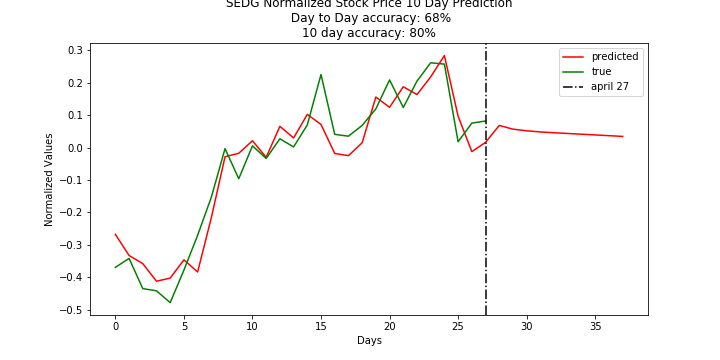 SEDG Normalized Stock Price 10 Day Prediction
Day to Day accuracy: 68%
10 day accuracy: 80%
predicted
true
april 27
Normalized Values
0.3
0.2
0.1
0.0
−0.1
−0.2
−0.3
−0.4
−0.5
0 5 10 15 20 25 30 35
Days